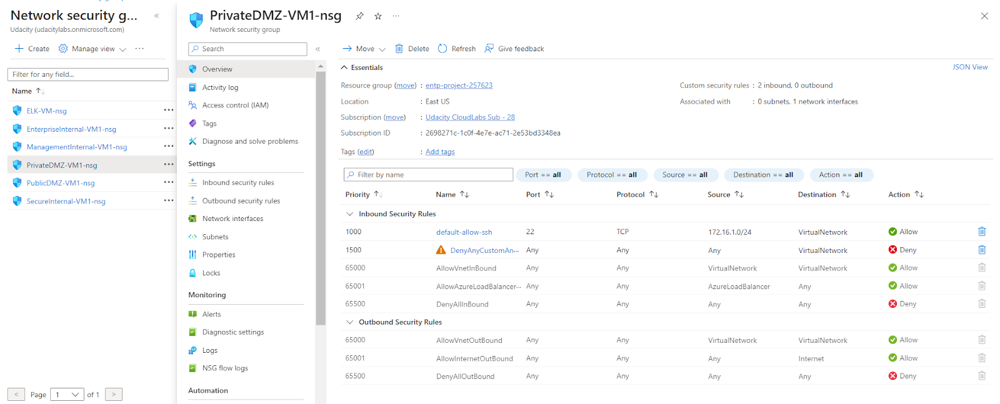 Network security g...
Udacity (udacitylabs.onmicrosoft.com)
Create
Manage view
Filter for any field...
Name
ELK-VM-nsg
EnterpriseInternal-VM1-nsg
ManagementInternal-VM1-nsg
PrivateDMZ-VM1-nsg
PublicDMZ-VM1-nsg
SecureInternal-VM1-nsg
< Page 1 of 1 >
PrivateDMZ-VM1-nsg
Network security group
Search
Overview
Activity log
Access control (IAM)
Tags
Diagnose and solve problems
Settings
Inbound security rules
Outbound security rules
Network interfaces
Subnets
Properties
Locks
Monitoring
Alerts
Diagnostic settings
Logs
NSG flow logs
Automation
Move Delete Refresh Give feedback
Essentials JSON View
Resource group (move) : entp-project-257623
Location : East US
Subscription (move) : Udacity CloudLabs Sub - 28
Subscription ID : 2698271c-1c0f-4e7e-ac71-2e53bd3348ea
Tags (edit) : Add tags
Custom security rules : 2 inbound, 0 outbound
Associated with : 0 subnets, 1 network interfaces
Filter by name Port == all Protocol == all Source == all Destination == all Action == all
Priority Name Port Protocol Source Destination Action
Inbound Security Rules
1000 default-allow-ssh 22 TCP 172.16.1.0/24 VirtualNetwork Allow
1500 DenyAnyCustomAn... Any Any Any VirtualNetwork Deny
65000 AllowVnetInBound Any Any VirtualNetwork VirtualNetwork Allow
65001 AllowAzureLoadBalancer... Any Any AzureLoadBalancer Any Allow
65500 DenyAllInBound Any Any Any Any Deny
Outbound Security Rules
65000 AllowVnetOutBound Any Any VirtualNetwork VirtualNetwork Allow
65001 AllowInternetOutBound Any Any Any Internet Allow
65500 DenyAllOutBound Any Any Any Any Deny